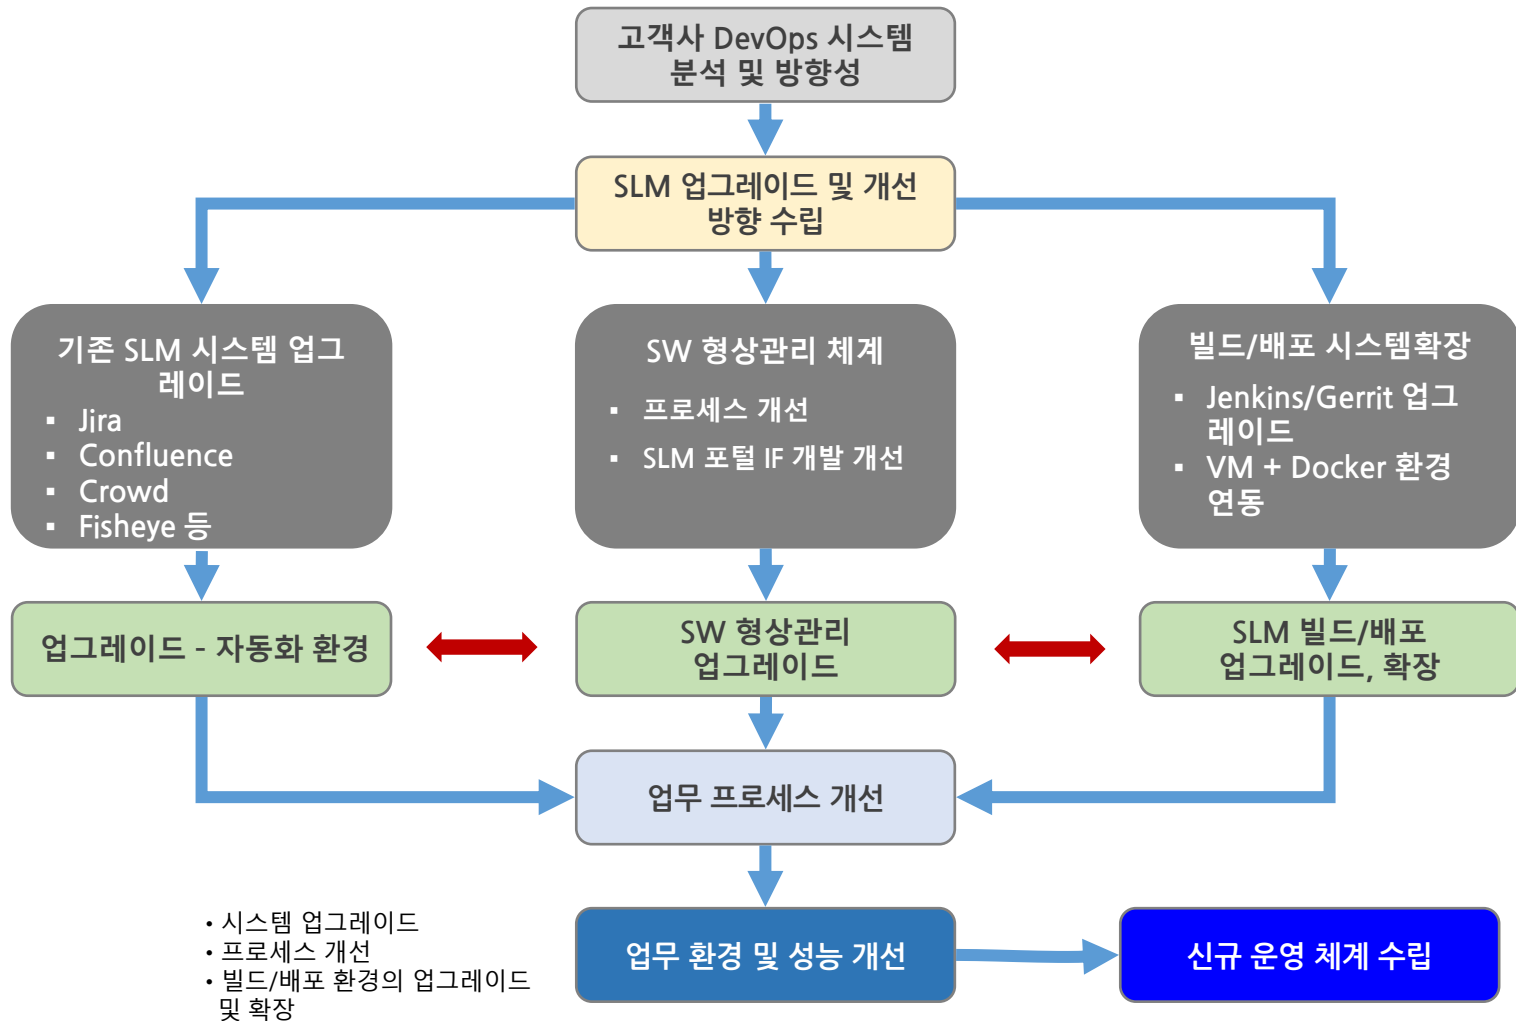 고객사 DevOps 시스템
분석 및 방향성
SLM 업그레이드 및 개선
방향 수립
기존 SLM 시스템 업그
레이드
▪ Jira
▪ Confluence
▪ Crowd
▪ Fisheye 등
SW 형상관리 체계
▪ 프로세스 개선
▪ SLM 포털 IF 개발 개선
빌드/배포 시스템확장
▪ Jenkins/Gerrit 업그
레이드
▪ VM + Docker 환경
연동
업그레이드 - 자동화 환경
SW 형상관리
업그레이드
SLM 빌드/배포
업그레이드, 확장
업무 프로세스 개선
• 시스템 업그레이드
• 프로세스 개선
• 빌드/배포 환경의 업그레이드
및 확장
업무 환경 및 성능 개선
신규 운영 체계 수립